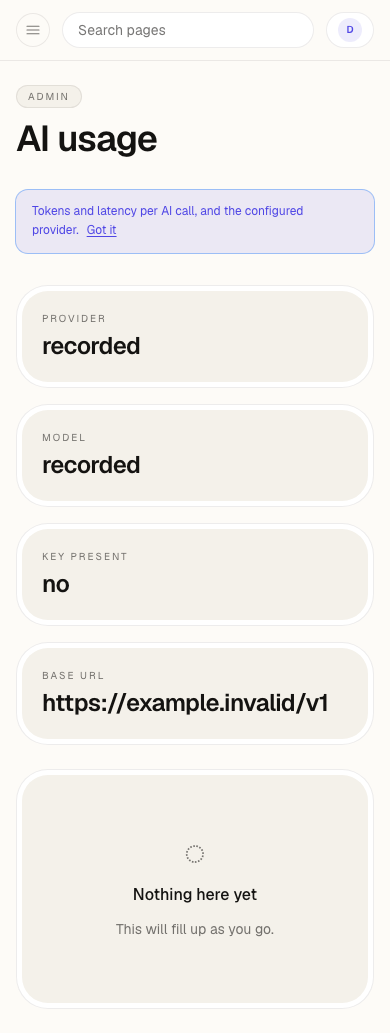 Search pages
D
ADMIN
AI usage
Tokens and latency per AI call, and the configured
provider. Got it
PROVIDER
recorded
MODEL
recorded
KEY PRESENT
no
BASE URL
https://example.invalid/v1
Nothing here yet
This will fill up as you go.